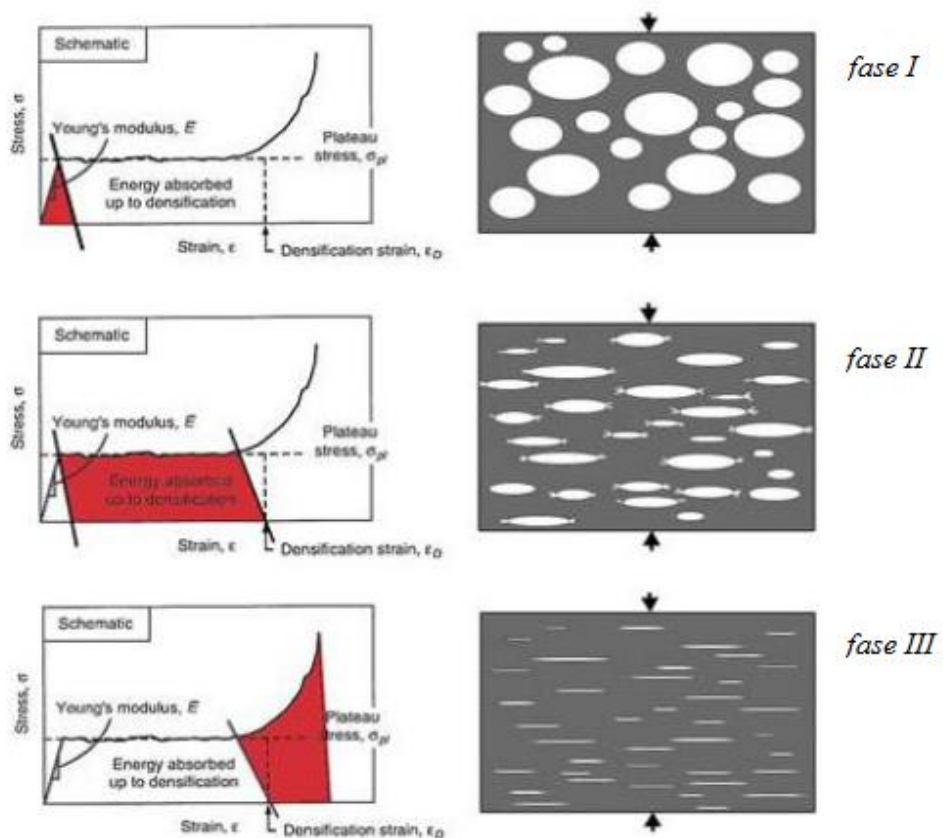 Schematic
Stress, σ
Young's modulus, E
Plateau
stress, σpl
Energy absorbed
up to densification
Strain, ε
Densification strain, εD
fase I
Schematic
Stress, σ
Young's modulus, E
Plateau
stress, σpl
Energy absorbed
up to densification
Strain, ε
Densification strain, εD
fase II
Schematic
Stress, σ
Young's modulus, E
Plateau
stress, σpl
Energy absorbed
up to densification
Strain, ε
Densification strain, εD
fase III